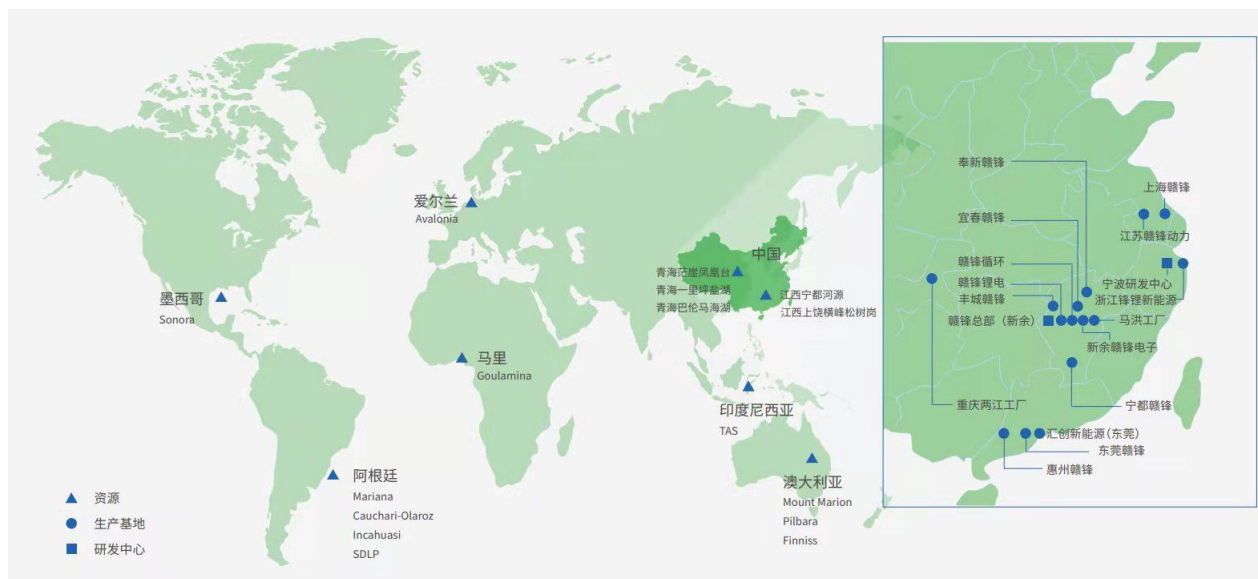 爱尔兰
Avalonia
墨西哥
Sonora
马里
Goulamina
阿根廷
Mariana
Cauchari-Olaroz
Incahuasi
SDLP
中国
青海茫崖凤凰台
青海一里坪盐湖
青海巴伦马海湖
江西宁都河源
江西上饶横峰松树岗
印度尼西亚
TAS
澳大利亚
Mount Marion
Pilbara
Finniss
资源
生产基地
研发中心
奉新赣锋
上海赣锋
宜春赣锋
江苏赣锋动力
赣锋循环
宁波研发中心
赣锋锂电
浙江锋锂新能源
丰城赣锋
赣锋总部（新余）
马洪工厂
新余赣锋电子
重庆两江工厂
宁都赣锋
汇创新能源(东莞)
东莞赣锋
惠州赣锋